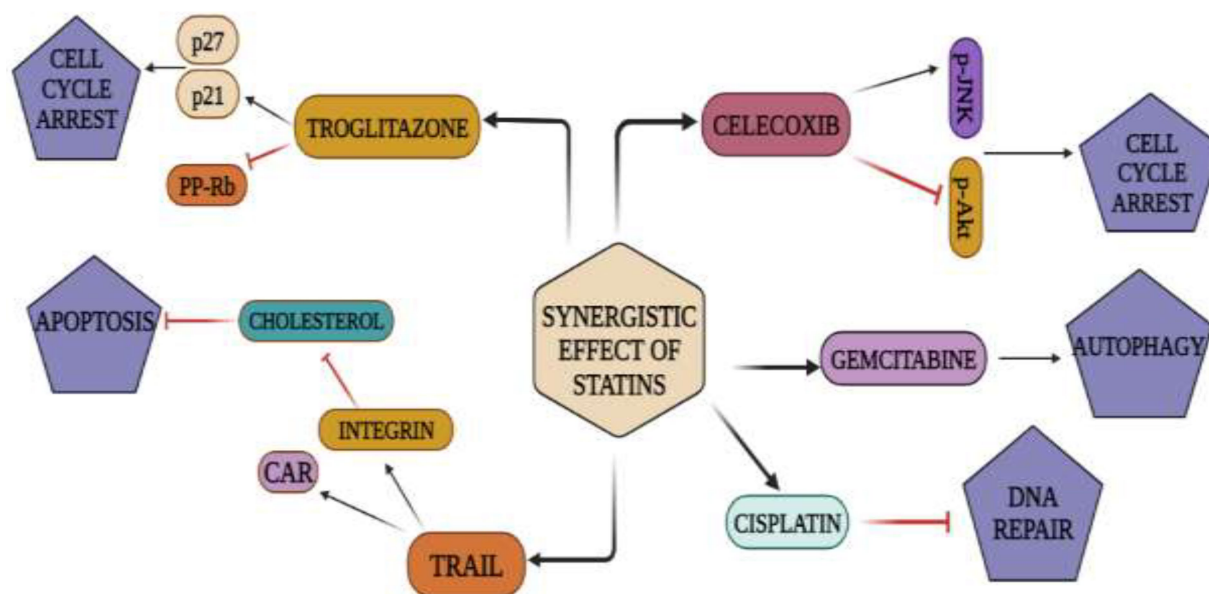 CELL
CYCLE
ARREST
p27
p21
TROGLITAZONE
PP-Rb
CELECOXIB
p-JNK
p-Akt
CELL
CYCLE
ARREST
APOPTOSIS
CHOLESTEROL
INTEGRIN
CAR
TRAIL
SYNERGISTIC
EFFECT OF
STATINS
GEMCITABINE
AUTOPHAGY
CISPLATIN
DNA
REPAIR